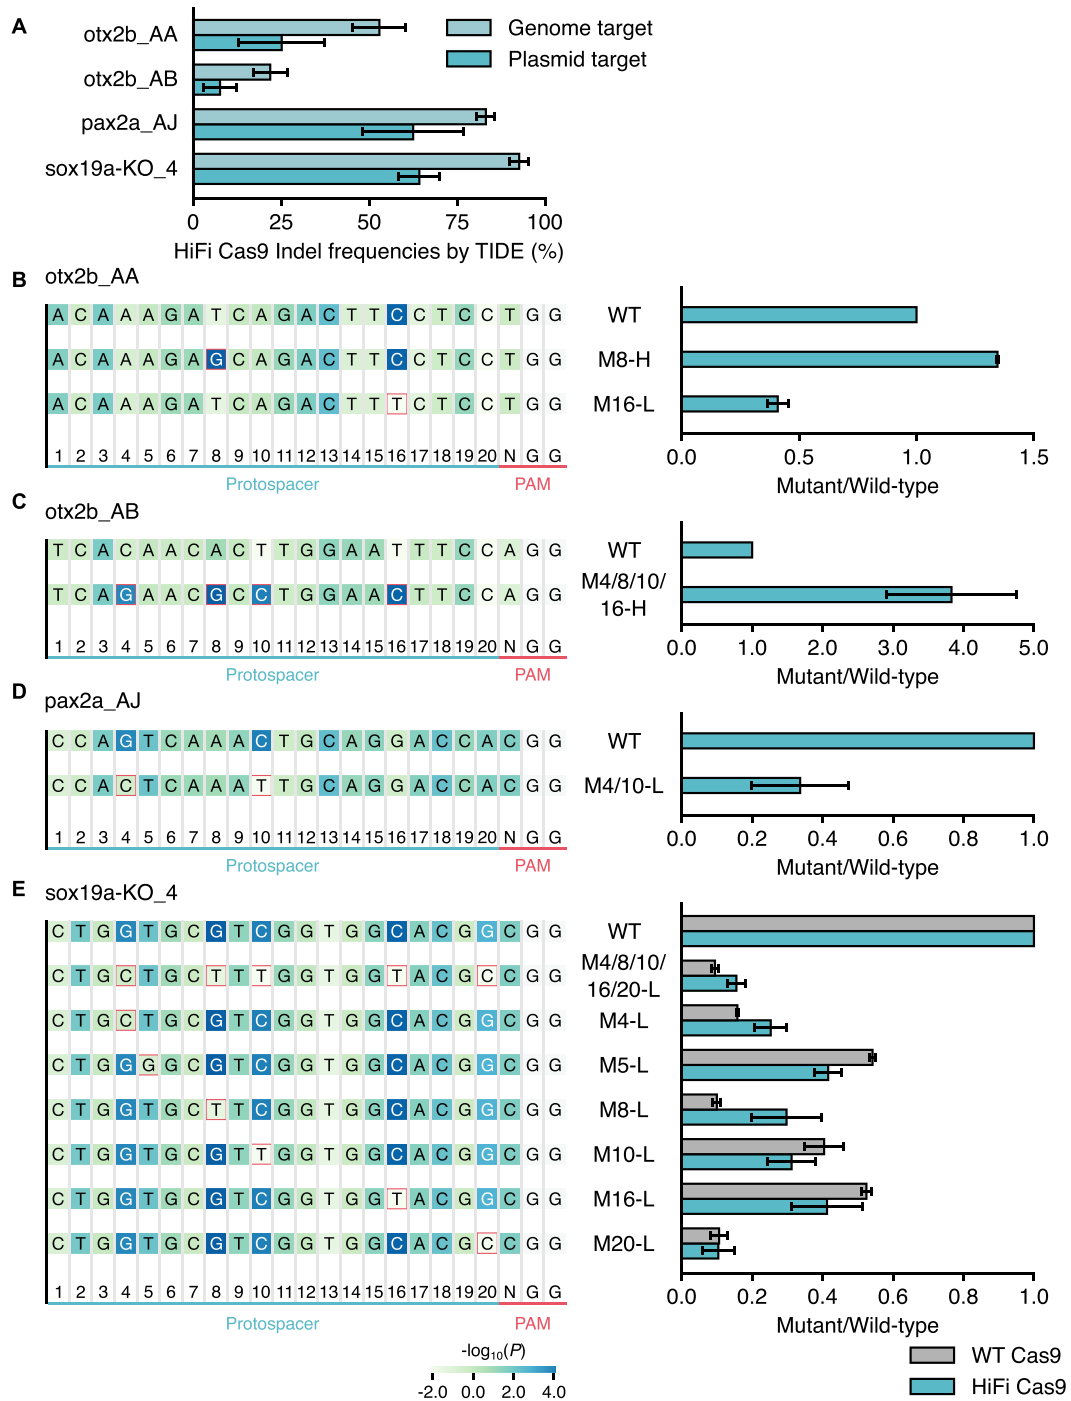 A
otx2b_AA
otx2b_AB
pax2a_AJ
sox19a-KO_4
Genome target
Plasmid target
0 25 50 75 100
HiFi Cas9 Indel frequencies by TIDE (%)
B
otx2b_AA
A C A A A G A T C A G A C T T C C T C C T G G
A C A A A G A G C A G A C T T C C T C C T G G
A C A A A G A T C A G A C T T T C T C C T G G
1 2 3 4 5 6 7 8 9 10 11 12 13 14 15 16 17 18 19 20 N G G
Protospacer PAM
WT
M8-H
M16-L
0.0 0.5 1.0 1.5
Mutant/Wild-type
C
otx2b_AB
T C A C A A C A C T T G G A A T T T C C A G G
T C A G A A C G C C T G G A A C T T C C A G G
1 2 3 4 5 6 7 8 9 10 11 12 13 14 15 16 17 18 19 20 N G G
Protospacer PAM
WT
M4/8/10/
16-H
0.0 1.0 2.0 3.0 4.0 5.0
Mutant/Wild-type
D
pax2a_AJ
C C A G T C A A A C T G C A G G A C C A C G G
C C A C T C A A A T T G C A G G A C C A C G G
1 2 3 4 5 6 7 8 9 10 11 12 13 14 15 16 17 18 19 20 N G G
Protospacer PAM
WT
M4/10-L
0.0 0.2 0.4 0.6 0.8 1.0
Mutant/Wild-type
E
sox19a-KO_4
C T G G T G C G T C G G T G G C A C G G C G G
C T G C T G C T T T G G T G G T A C G C C G G
C T G C T G C G T C G G T G G C A C G G C G G
C T G G G G C G T C G G T G G C A C G G C G G
C T G G T G C T T C G G T G G C A C G G C G G
C T G G T G C G T T G G T G G C A C G G C G G
C T G G T G C G T C G G T G G T A C G G C G G
C T G G T G C G T C G G T G G C A C G C C G G
1 2 3 4 5 6 7 8 9 10 11 12 13 14 15 16 17 18 19 20 N G G
Protospacer PAM
WT
M4/8/10/
16/20-L
M4-L
M5-L
M8-L
M10-L
M16-L
M20-L
0.0 0.2 0.4 0.6 0.8 1.0
Mutant/Wild-type
-log10(P)
-2.0 0.0 2.0 4.0
WT Cas9
HiFi Cas9